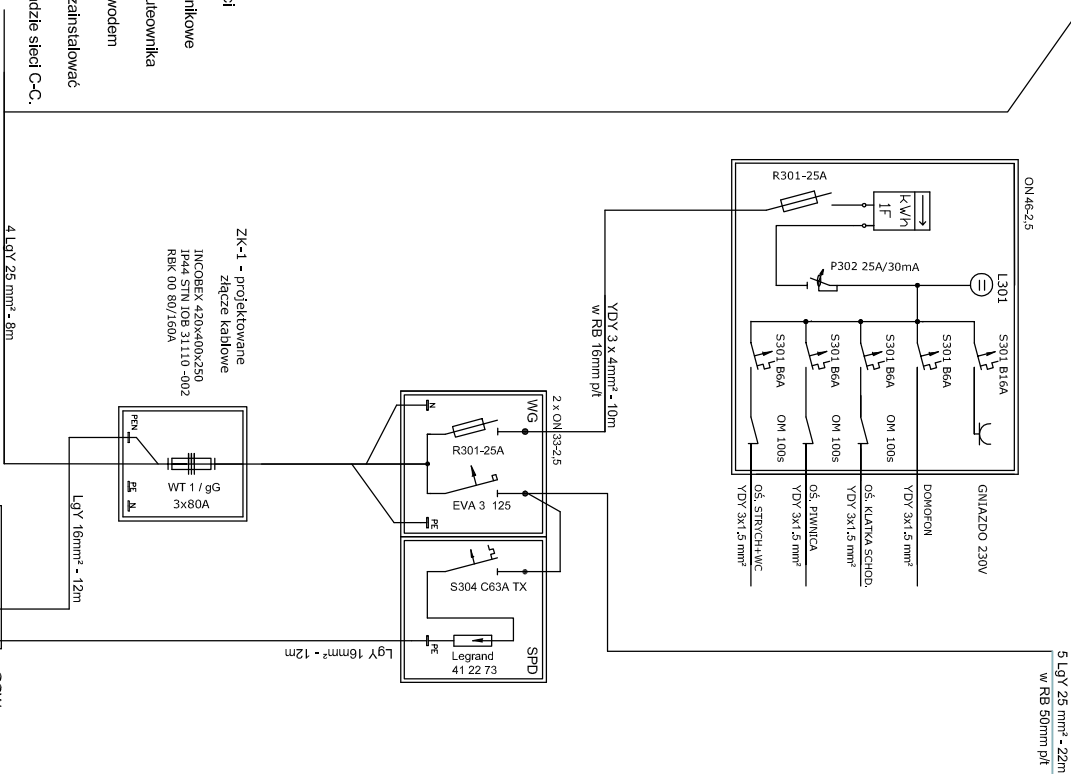 ci
nikowe
uteownika
wodem
zainstalować
dzie sieci C-C.
4 LgY 25 mm² - 8m
ZK-1 - projektowane
złącze kablowe
INCOBEX 420x400x250
IP44 STN IOB 31110 -002
RBK 00 80/160A
PEN
WT 1 / gG
3x80A
PE
N
LgY 16mm² - 12m
2 x ON 33-2,5
WG
N
R301-25A
EVA 3 125
PE
S304 C63A TX
PE
Legrand
41 22 73
SPD
LgY 16mm² - 12m
YDY 3 x 4mm² - 10m
w RB 16mm p/t
ON 46-2,5
R301-25A
kWh
1F
P302 25A/30mA
L301
S301 B16A
S301 B6A
S301 B6A
S301 B6A
S301 B6A
OM 100s
OM 100s
OM 100s
GNIAZDO 230V
DOMOFON
YDY 3x1,5 mm²
OŚ. KLATKA SCHOD.
YDY 3x1,5 mm²
OŚ. PIWNICA
YDY 3x1,5 mm²
OŚ. STRYCH+WC
YDY 3x1,5 mm²
5 LgY 25 mm² - 22m
w RB 50mm p/t